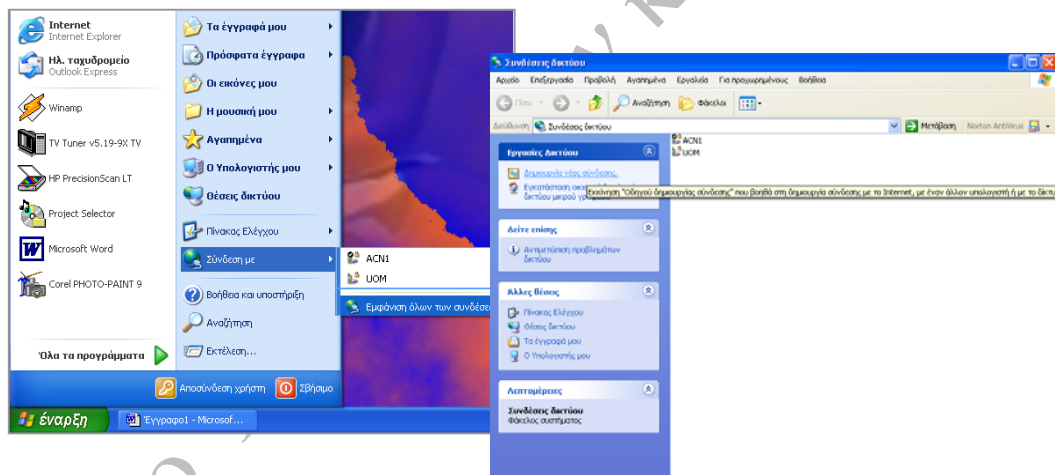 Internet
Internet Explorer
Ηλ. ταχυδρομείο
Outlook Express
Winamp
TV Tuner v5.19-9X TV
HP PrecisionScan LT
Project Selector
Microsoft Word
Corel PHOTO-PAINT 9
Όλα τα προγράμματα
Τα έγγραφά μου
Πρόσφατα έγγραφα
Οι εικόνες μου
Η μουσική μου
Αγαπημένα
Ο Υπολογιστής μου
Θέσεις δικτύου
Πίνακας Ελέγχου
Σύνδεση με
Βοήθεια και υποστήριξη
Αναζήτηση
Εκτέλεση...
ACN1
UOM
Εμφάνιση όλων των συνδέσε
Αποσύνδεση χρήστη
Σβήσιμο
έναρξη
Έγγραφο1 - Microsof...
Συνδέσεις δικτύου
Αρχείο Επεξεργασία Προβολή Αγαπημένα Εργαλεία Για προχωρημένους Βοήθεια
Πίσω Αναζήτηση Φάκελοι
Διεύθυνση Συνδέσεις δικτύου Μετάβαση Norton AntiVirus
Εργασίες Δικτύου
Δημιουργία νέας σύνδεσης.
Εγκατάσταση
δικτύου μικρού
ACN1
UOM
Εκκίνηση "Οδηγού δημιουργίας σύνδεσης" που βοηθά στη δημιουργία σύνδεσης με το Internet, με έναν άλλον υπολογιστή ή με το δίκτυ
Δείτε επίσης
Αντιμετώπιση προβλημάτων
δικτύου
Άλλες Θέσεις
Πίνακας Ελέγχου
Θέσεις δικτύου
Τα έγγραφά μου
Ο Υπολογιστής μου
Λεπτομέρειες
Συνδέσεις δικτύου
Φάκελος συστήματος